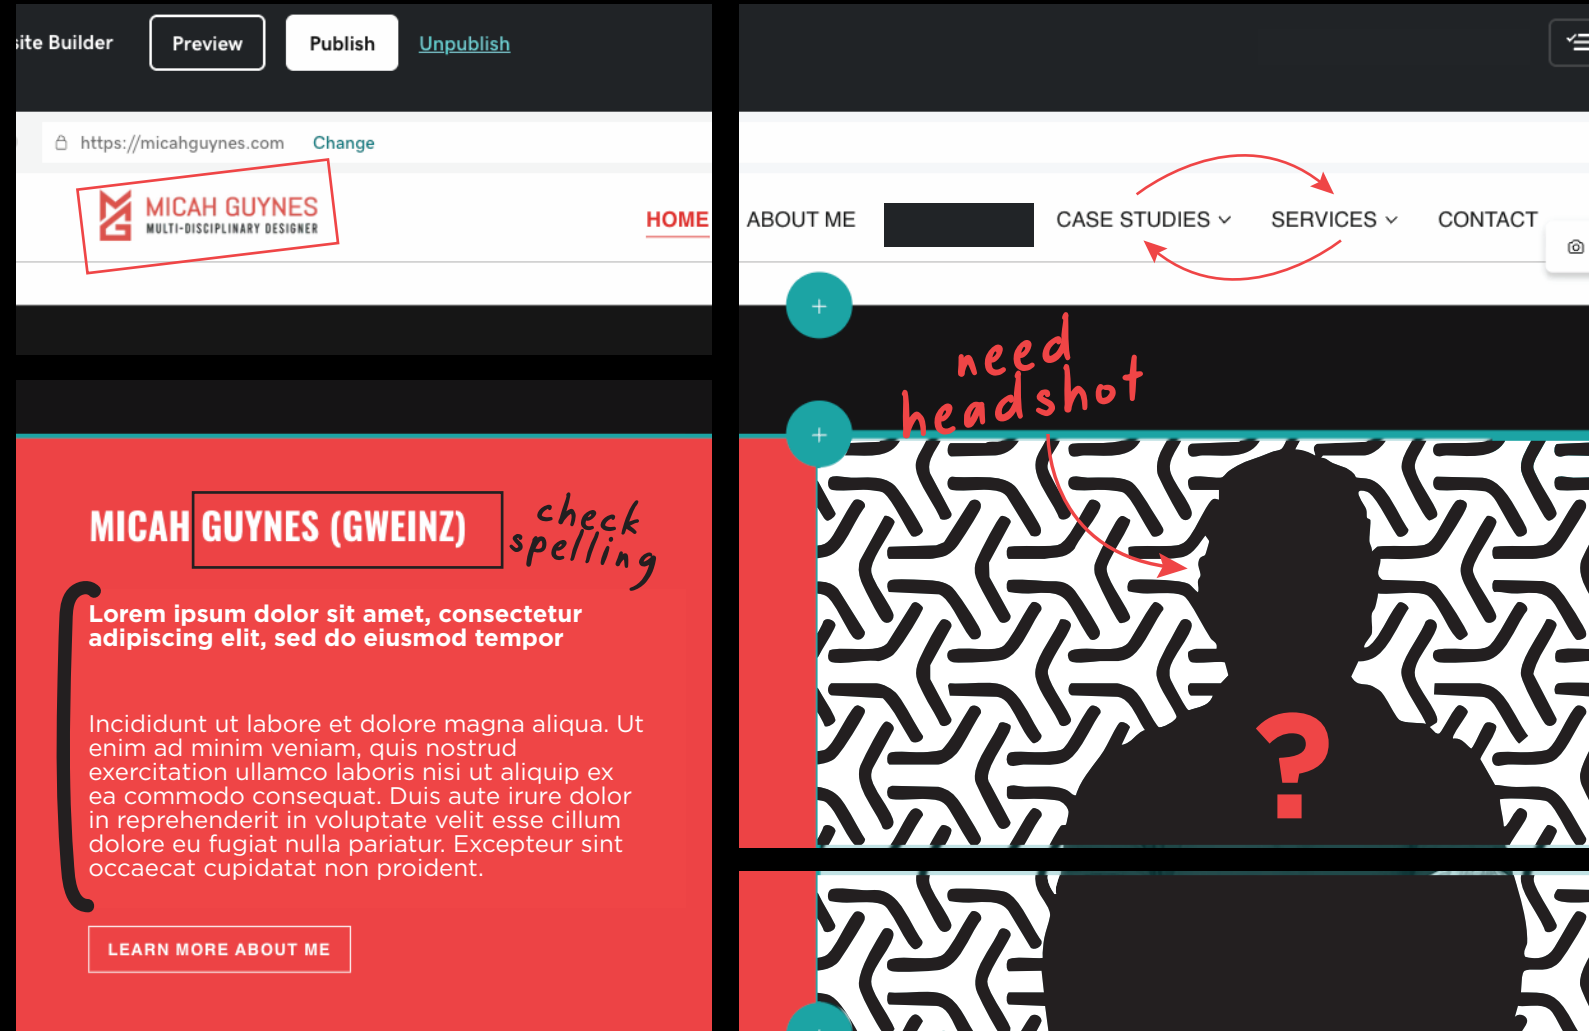 site Builder
Preview
Publish
Unpublish
https://micahguynes.com
Change
MICAH GUYNES
MULTI-DISCIPLINARY DESIGNER
HOME
ABOUT ME
CASE STUDIES
SERVICES
CONTACT
need
headshot
MICAH GUYNES (GWEINZ)
check
spelling
Lorem ipsum dolor sit amet, consectetur
adipiscing elit, sed do eiusmod tempor
Incididunt ut labore et dolore magna aliqua. Ut
enim ad minim veniam, quis nostrud
exercitation ullamco laboris nisi ut aliquip ex
ea commodo consequat. Duis aute irure dolor
in reprehenderit in voluptate velit esse cillum
dolore eu fugiat nulla pariatur. Excepteur sint
occaecat cupidatat non proident.
LEARN MORE ABOUT ME
?